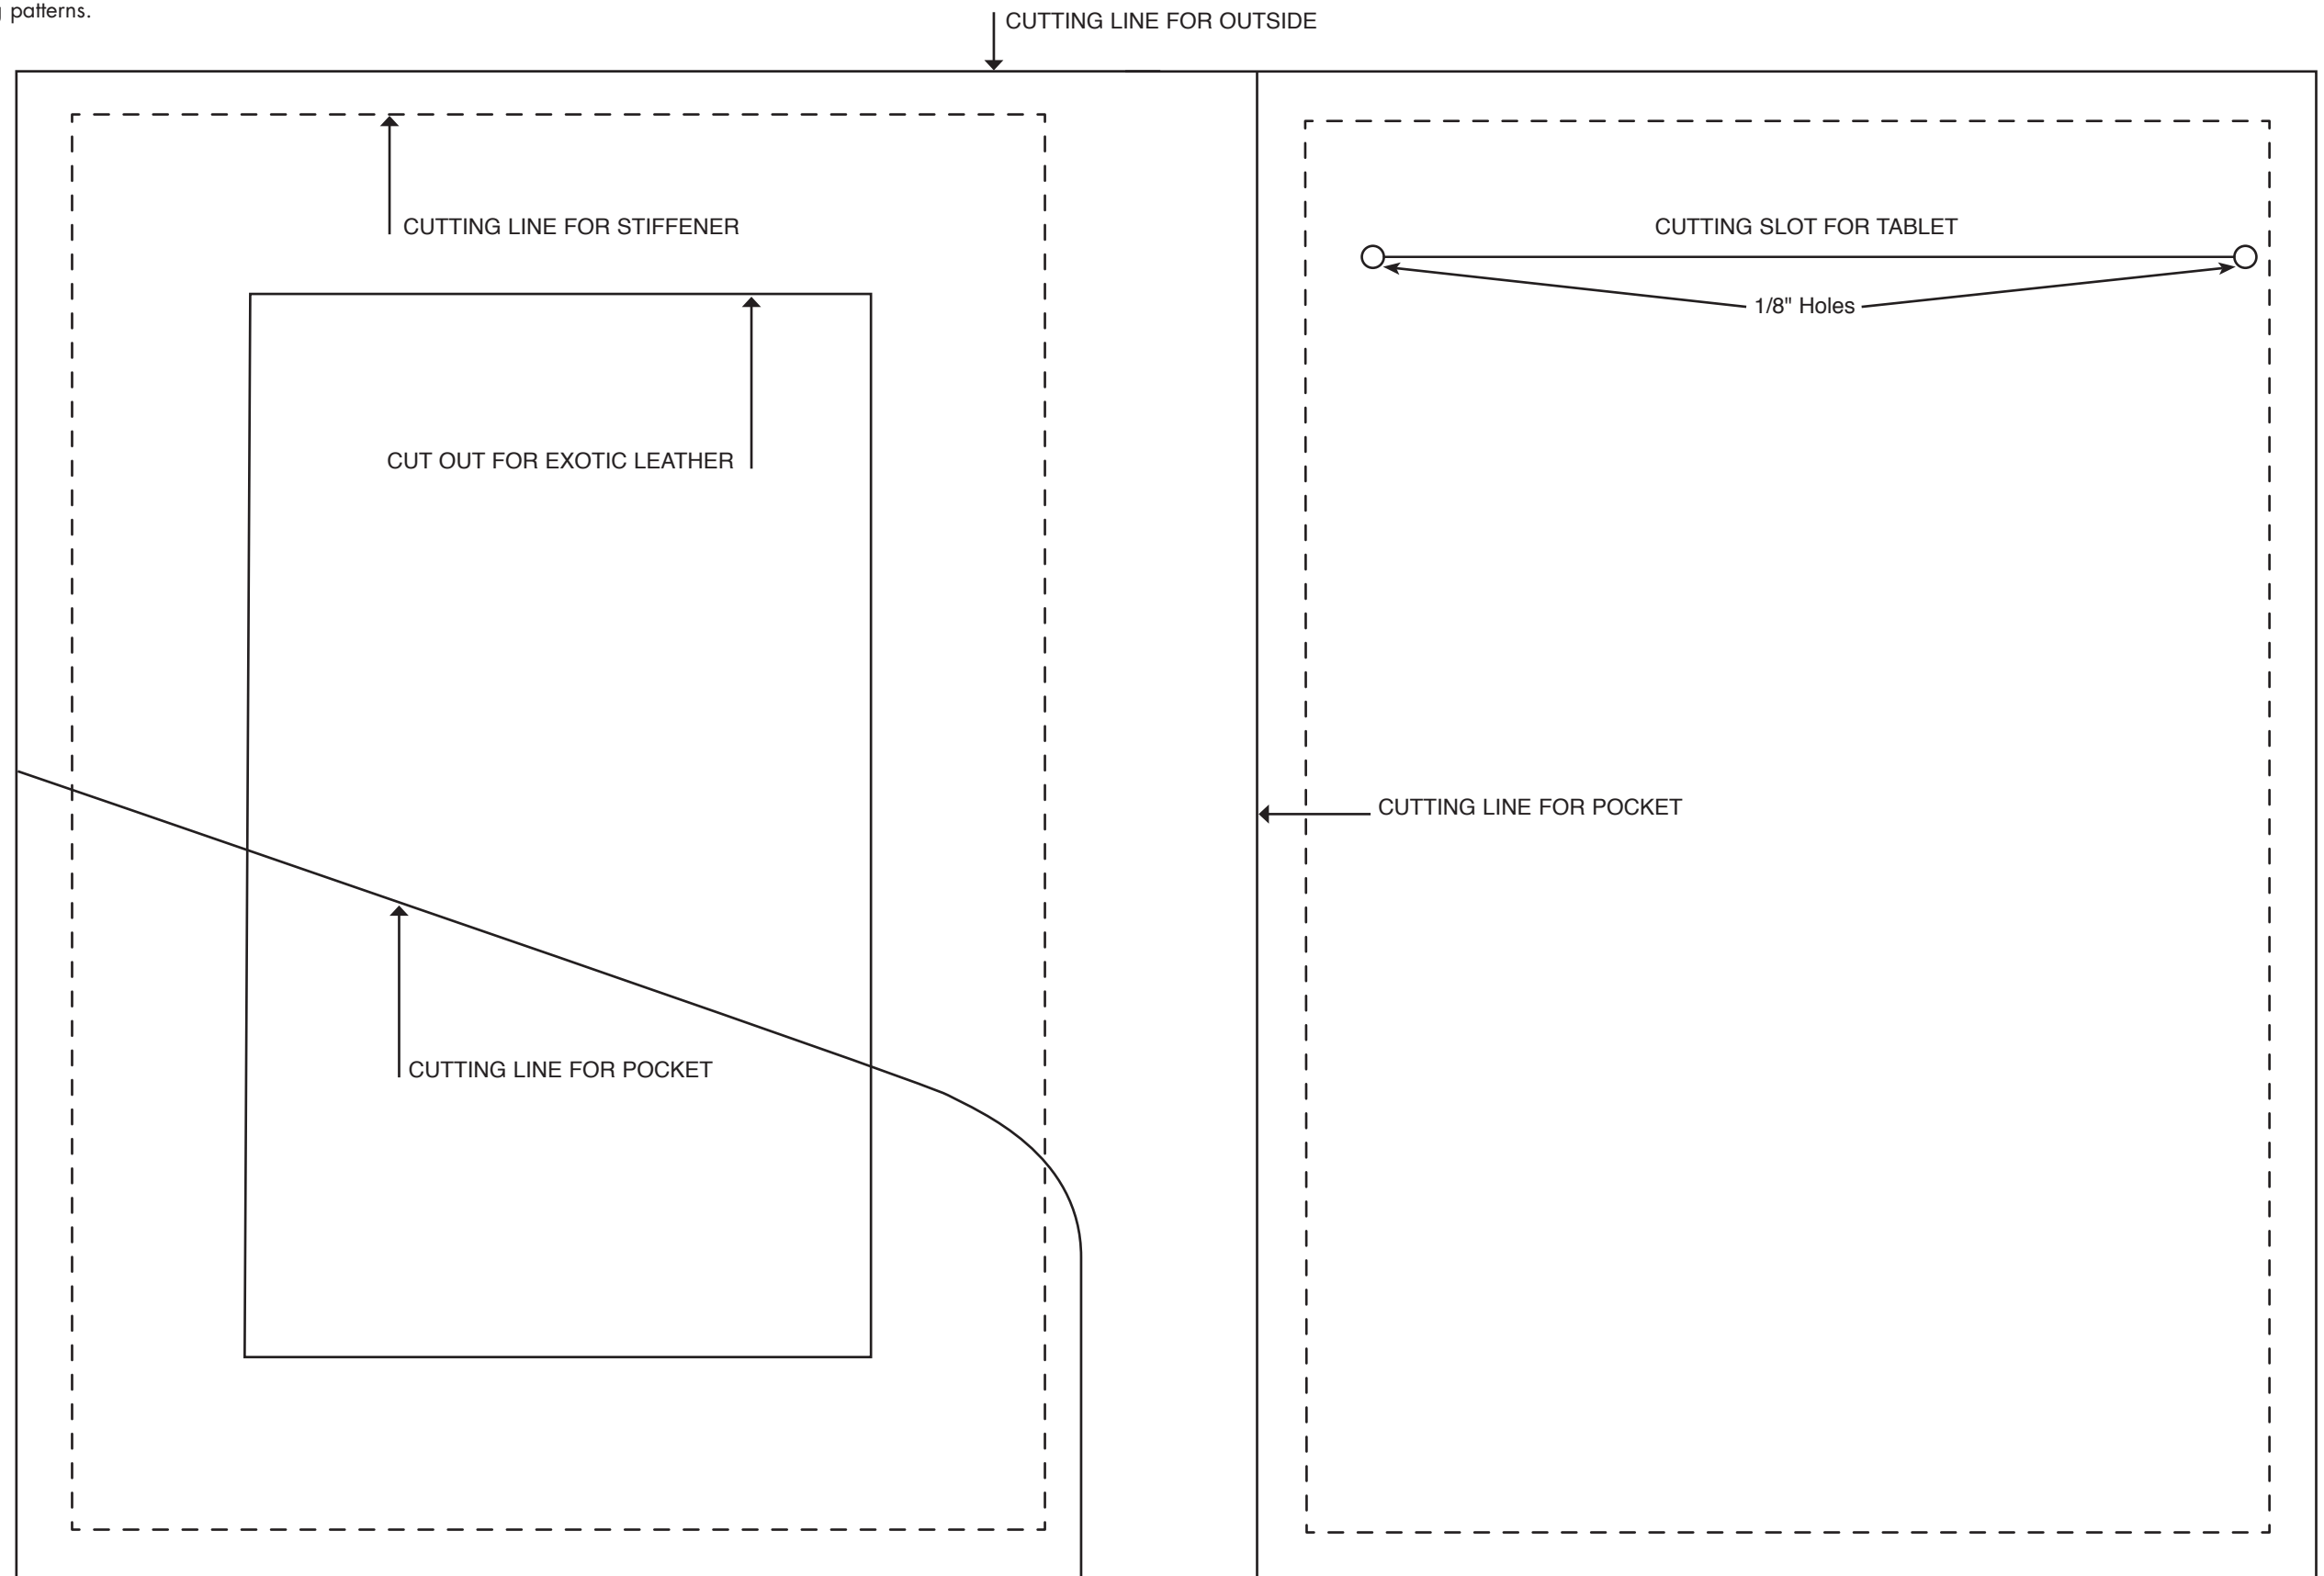 patterns.
CUTTING LINE FOR OUTSIDE
CUTTING LINE FOR STIFFENER
CUTTING SLOT FOR TABLET
1/8" Holes
CUT OUT FOR EXOTIC LEATHER
CUTTING LINE FOR POCKET
CUTTING LINE FOR POCKET